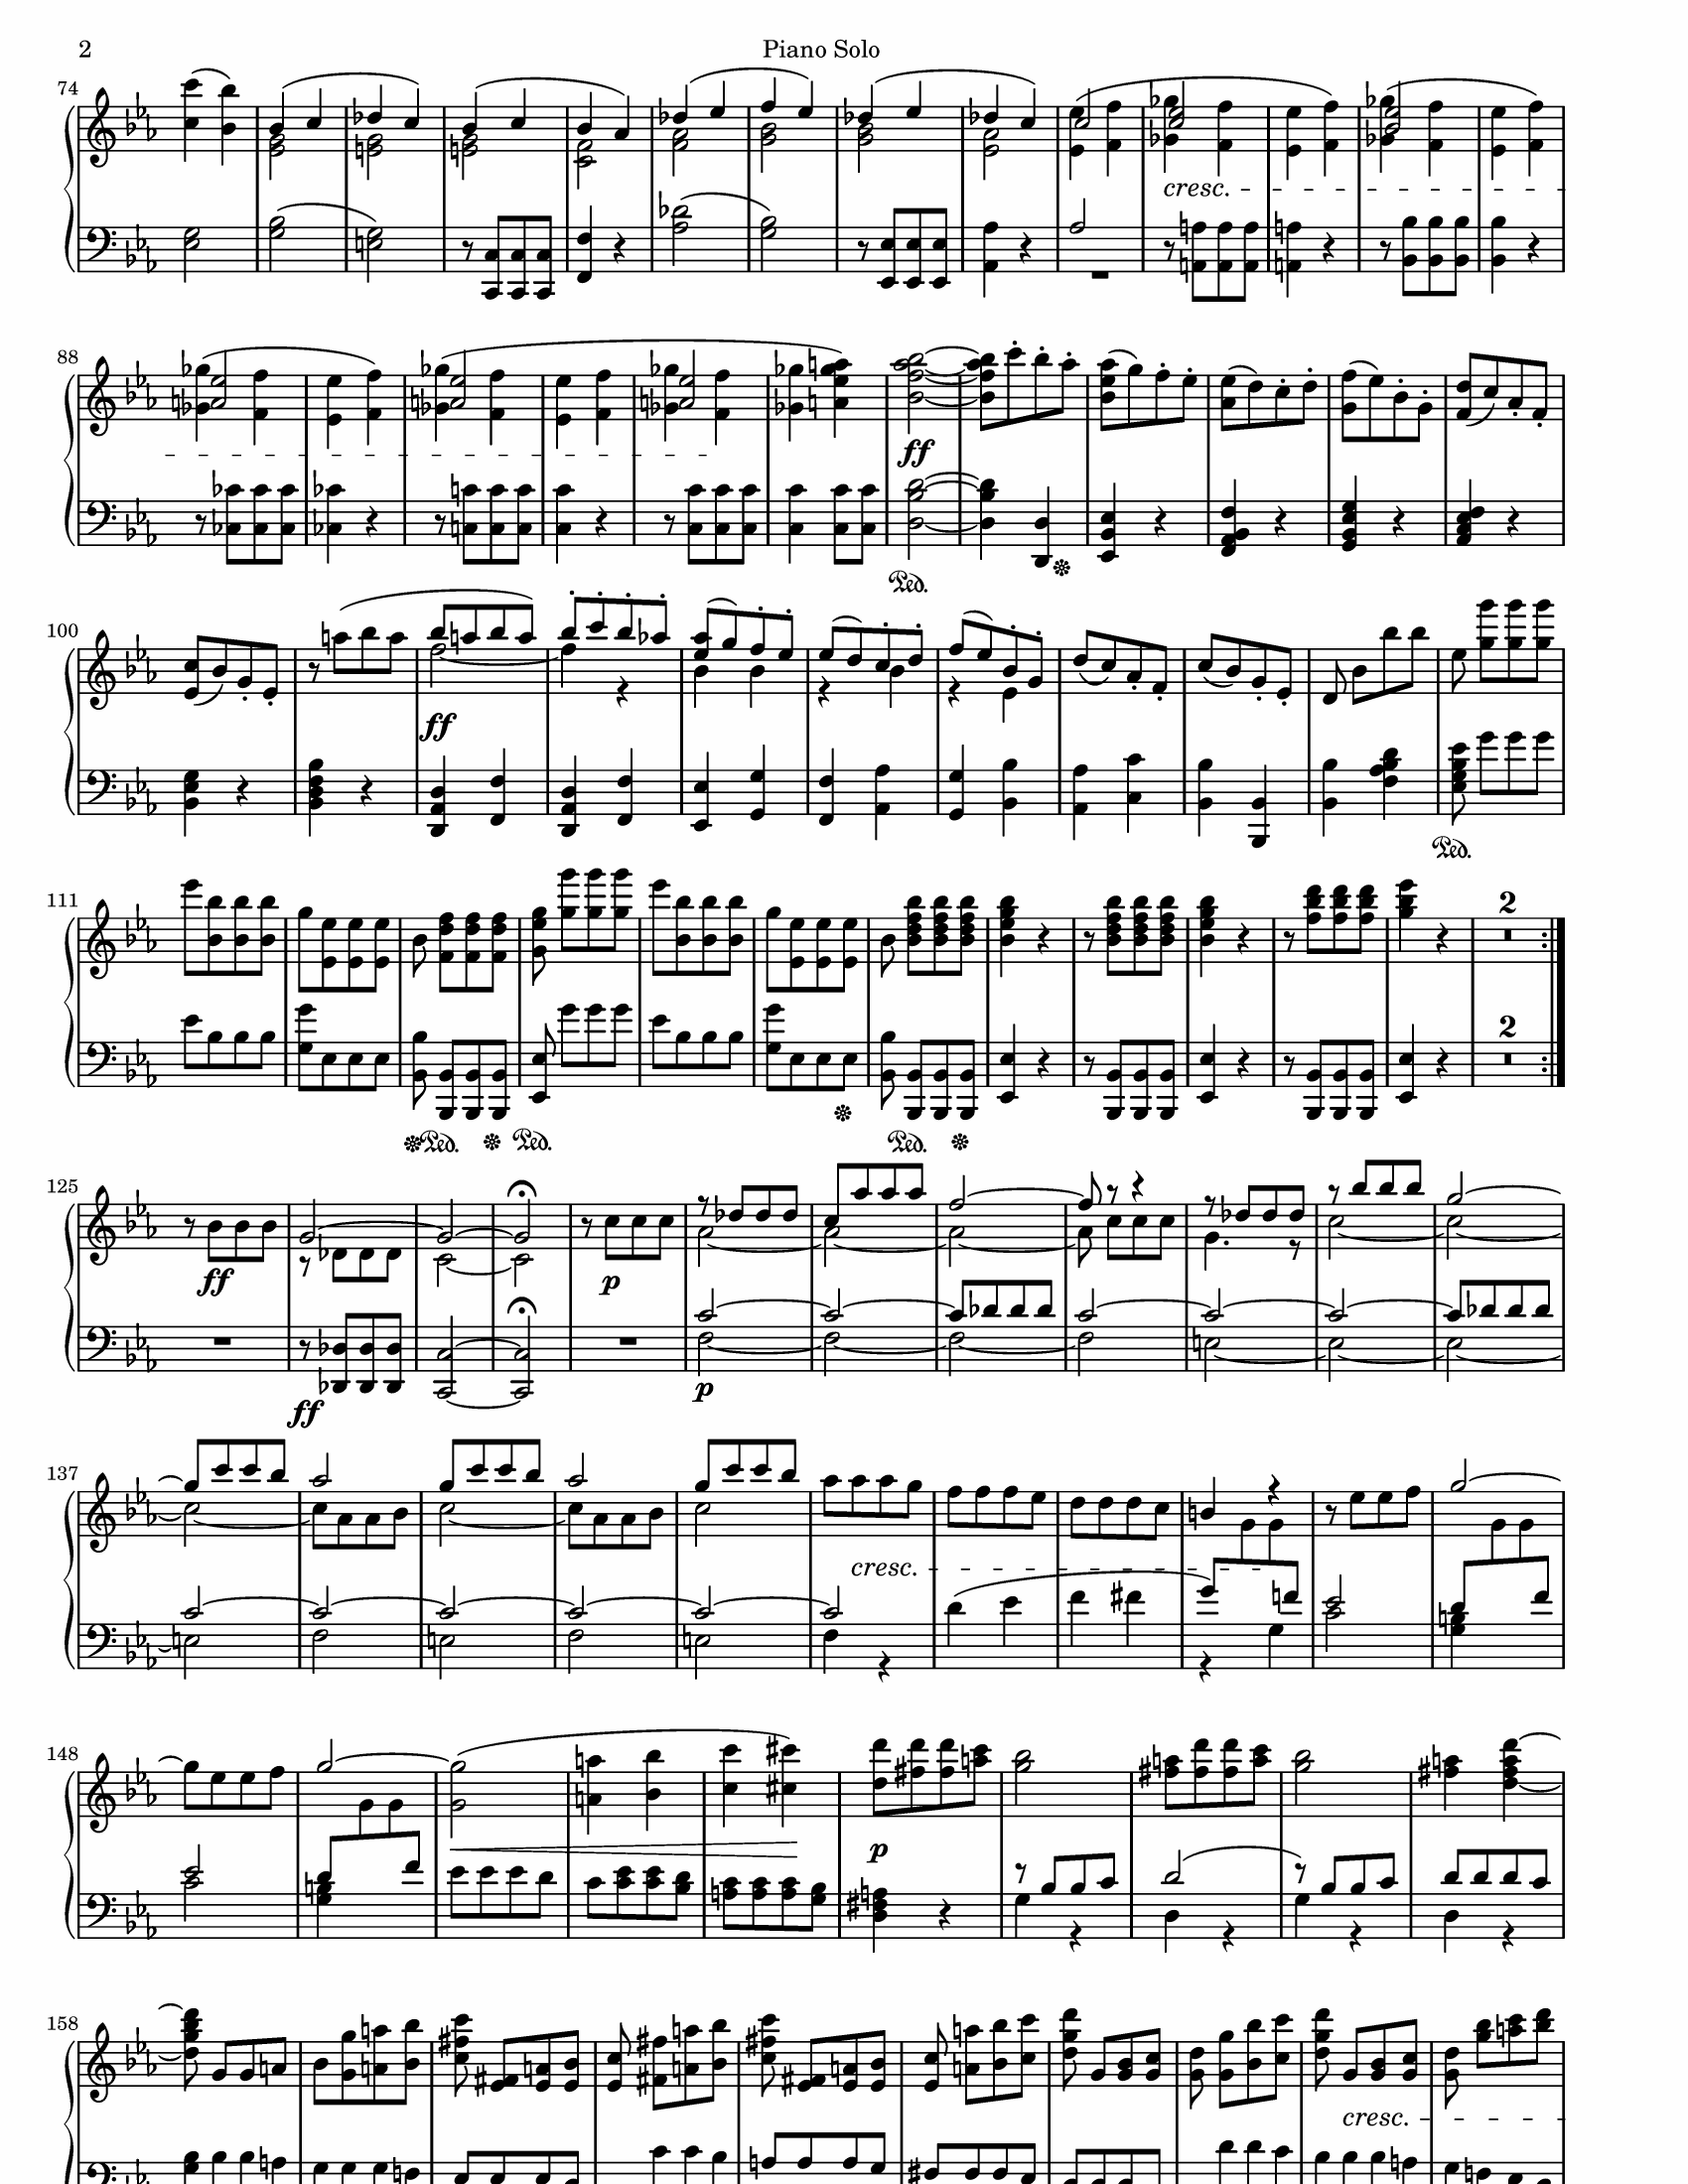 2 Piano Solo
74
cresc.
88
ff
Ped. *
100
ff
Ped.
111
2
2
* Ped. * Ped. * Ped. *
125
ff p
ff p
137
cresc.
148
p
158
cresc.